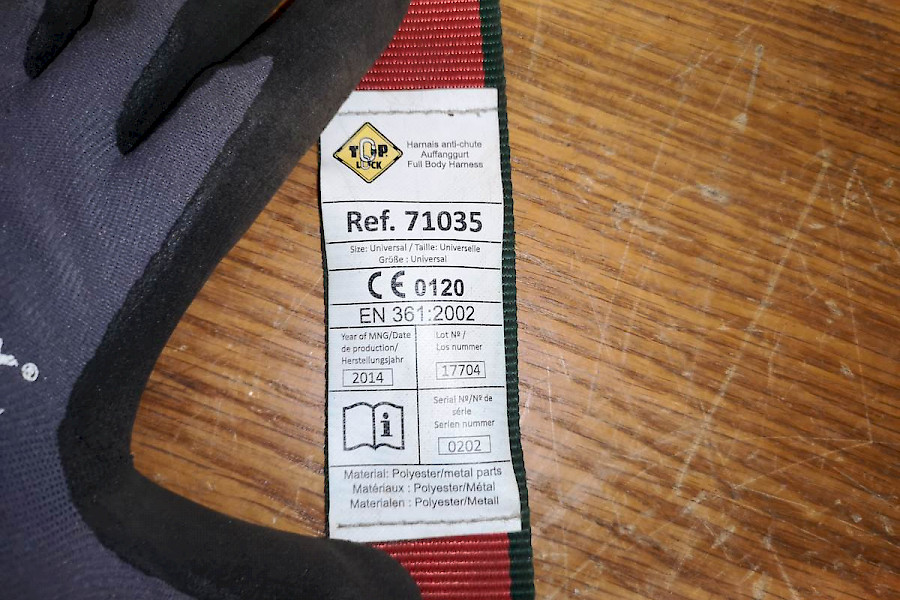 TOP
LOCK
Harnais anti-chute
Auffanggurt
Full Body Harness
Ref. 71035
Size: Universal / Taille: Universelle
Größe : Universal
CE 0120
EN 361:2002
Year of MNG/Date
de production/
Herstellungsjahr
2014
Lot Nº /
Los nummer
17704
Serial Nº/Nº de
série
Serien nummer
0202
Material: Polyester/metal parts
Matériaux : Polyester/Métal
Materialen : Polyester/Metall